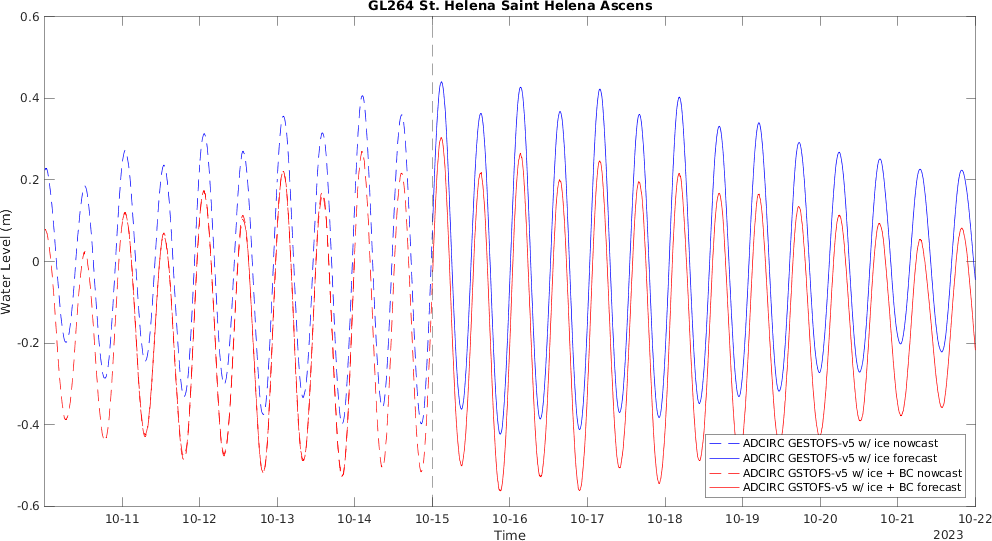 GL264 St. Helena Saint Helena Ascens
0.6
0.4
0.2
0
-0.2
-0.4
-0.6
Water Level (m)
10-11 10-12 10-13 10-14 10-15 10-16 10-17 10-18 10-19 10-20 10-21 10-22
Time
2023
ADCIRC GESTOFS-v5 w/ ice nowcast
ADCIRC GESTOFS-v5 w/ ice forecast
ADCIRC GSTOFS-v5 w/ ice + BC nowcast
ADCIRC GSTOFS-v5 w/ ice + BC forecast